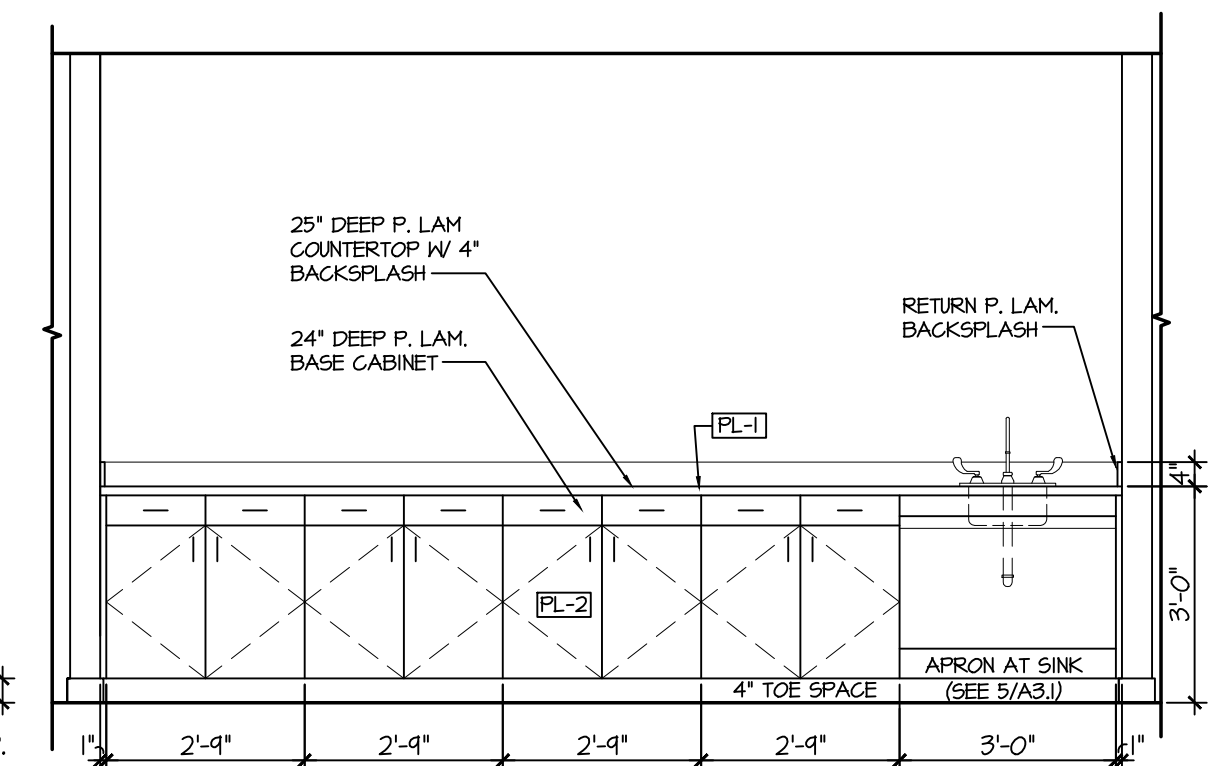 25" DEEP P. LAM
COUNTERTOP W/ 4"
BACKSPLASH
24" DEEP P. LAM.
BASE CABINET
RETURN P. LAM.
BACKSPLASH
PL-1
4"
3'-0"
PL-2
APRON AT SINK
(SEE 5/A3.1)
4" TOE SPACE
1"
2'-9"
2'-9"
2'-9"
2'-9"
3'-0"
1"